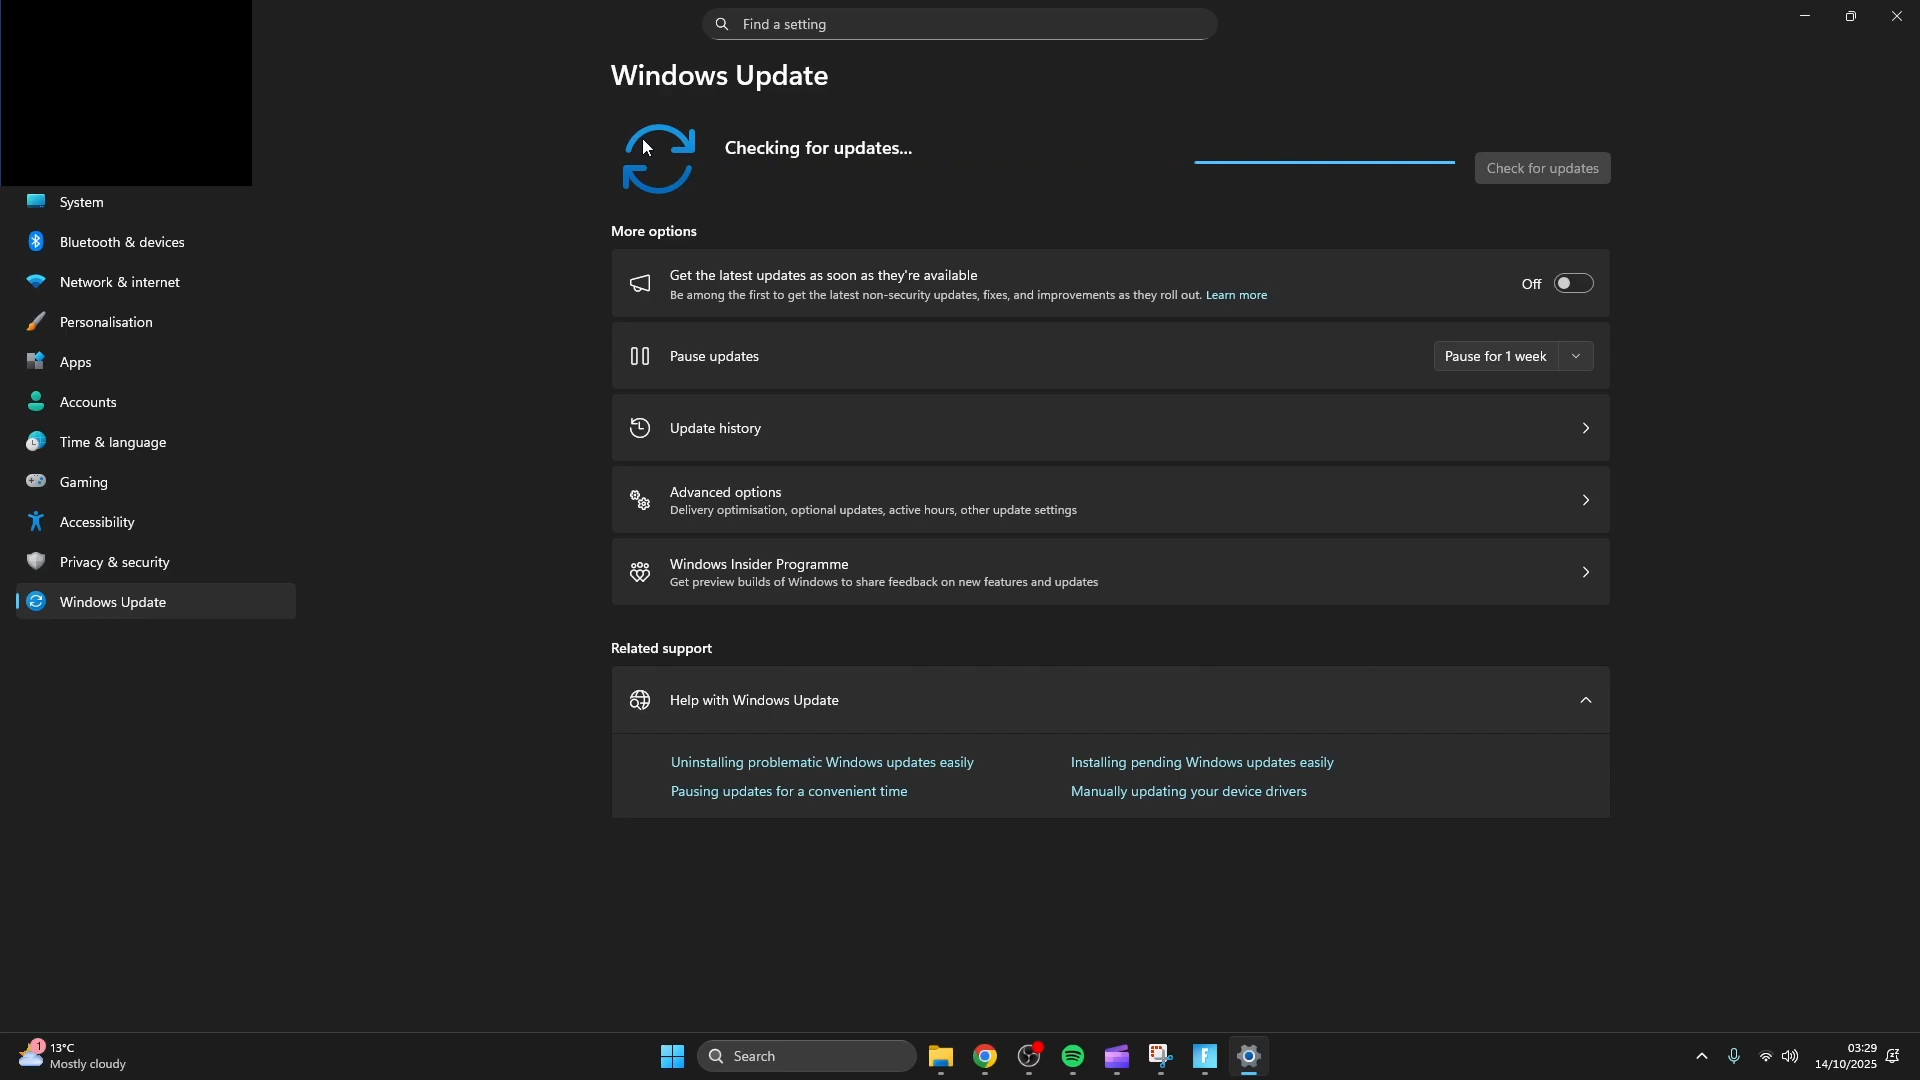 Find a setting
Windows Update
Checking for updates...
Check for updates
System
Bluetooth & devices
Network & internet
Personalisation
Apps
Accounts
Time & language
Gaming
Accessibility
Privacy & security
Windows Update
More options
Get the latest updates as soon as they're available
Be among the first to get the latest non-security updates, fixes, and improvements as they roll out. Learn more
Off
Pause updates
Pause for 1 week
Update history
Advanced options
Delivery optimisation, optional updates, active hours, other update settings
Windows Insider Programme
Get preview builds of Windows to share feedback on new features and updates
Related support
Help with Windows Update
Uninstalling problematic Windows updates easily
Installing pending Windows updates easily
Pausing updates for a convenient time
Manually updating your device drivers
1
13°C
Mostly cloudy
Search
F
03:29
14/10/2025